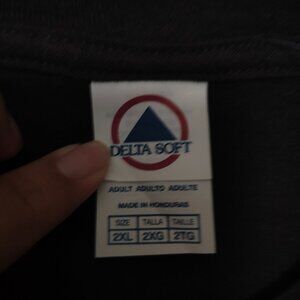 DELTA SOFT
ADULT ADULTO ADULTE
MADE IN HONDURAS
SIZE TALLA TAILLE
2XL 2XG 2TG